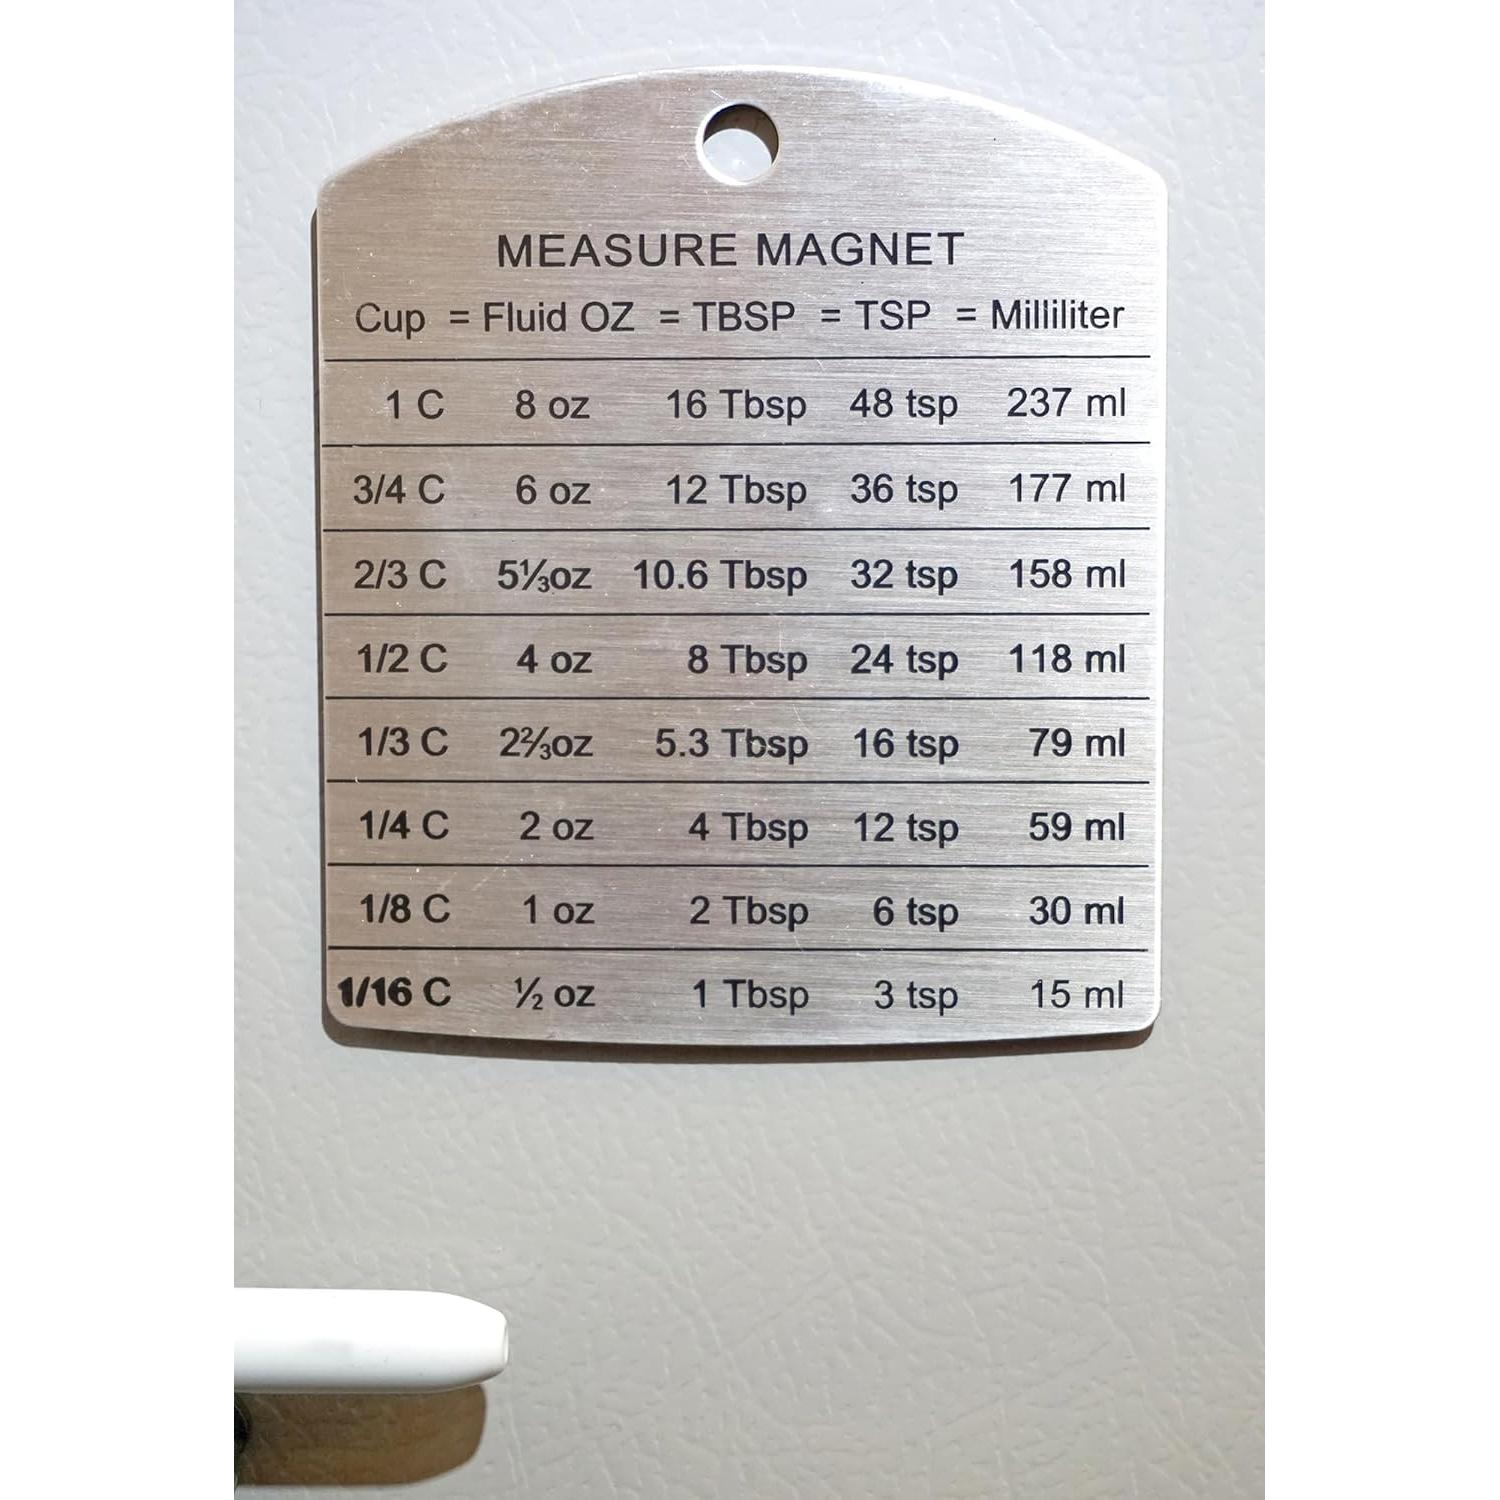 MEASURE MAGNET
Cup = Fluid OZ = TBSP = TSP = Milliliter
1 C 8 oz 16 Tbsp 48 tsp 237 ml
3/4 C 6 oz 12 Tbsp 36 tsp 177 ml
2/3 C 5⅓oz 10.6 Tbsp 32 tsp 158 ml
1/2 C 4 oz 8 Tbsp 24 tsp 118 ml
1/3 C 2⅔oz 5.3 Tbsp 16 tsp 79 ml
1/4 C 2 oz 4 Tbsp 12 tsp 59 ml
1/8 C 1 oz 2 Tbsp 6 tsp 30 ml
1/16 C ½ oz 1 Tbsp 3 tsp 15 ml